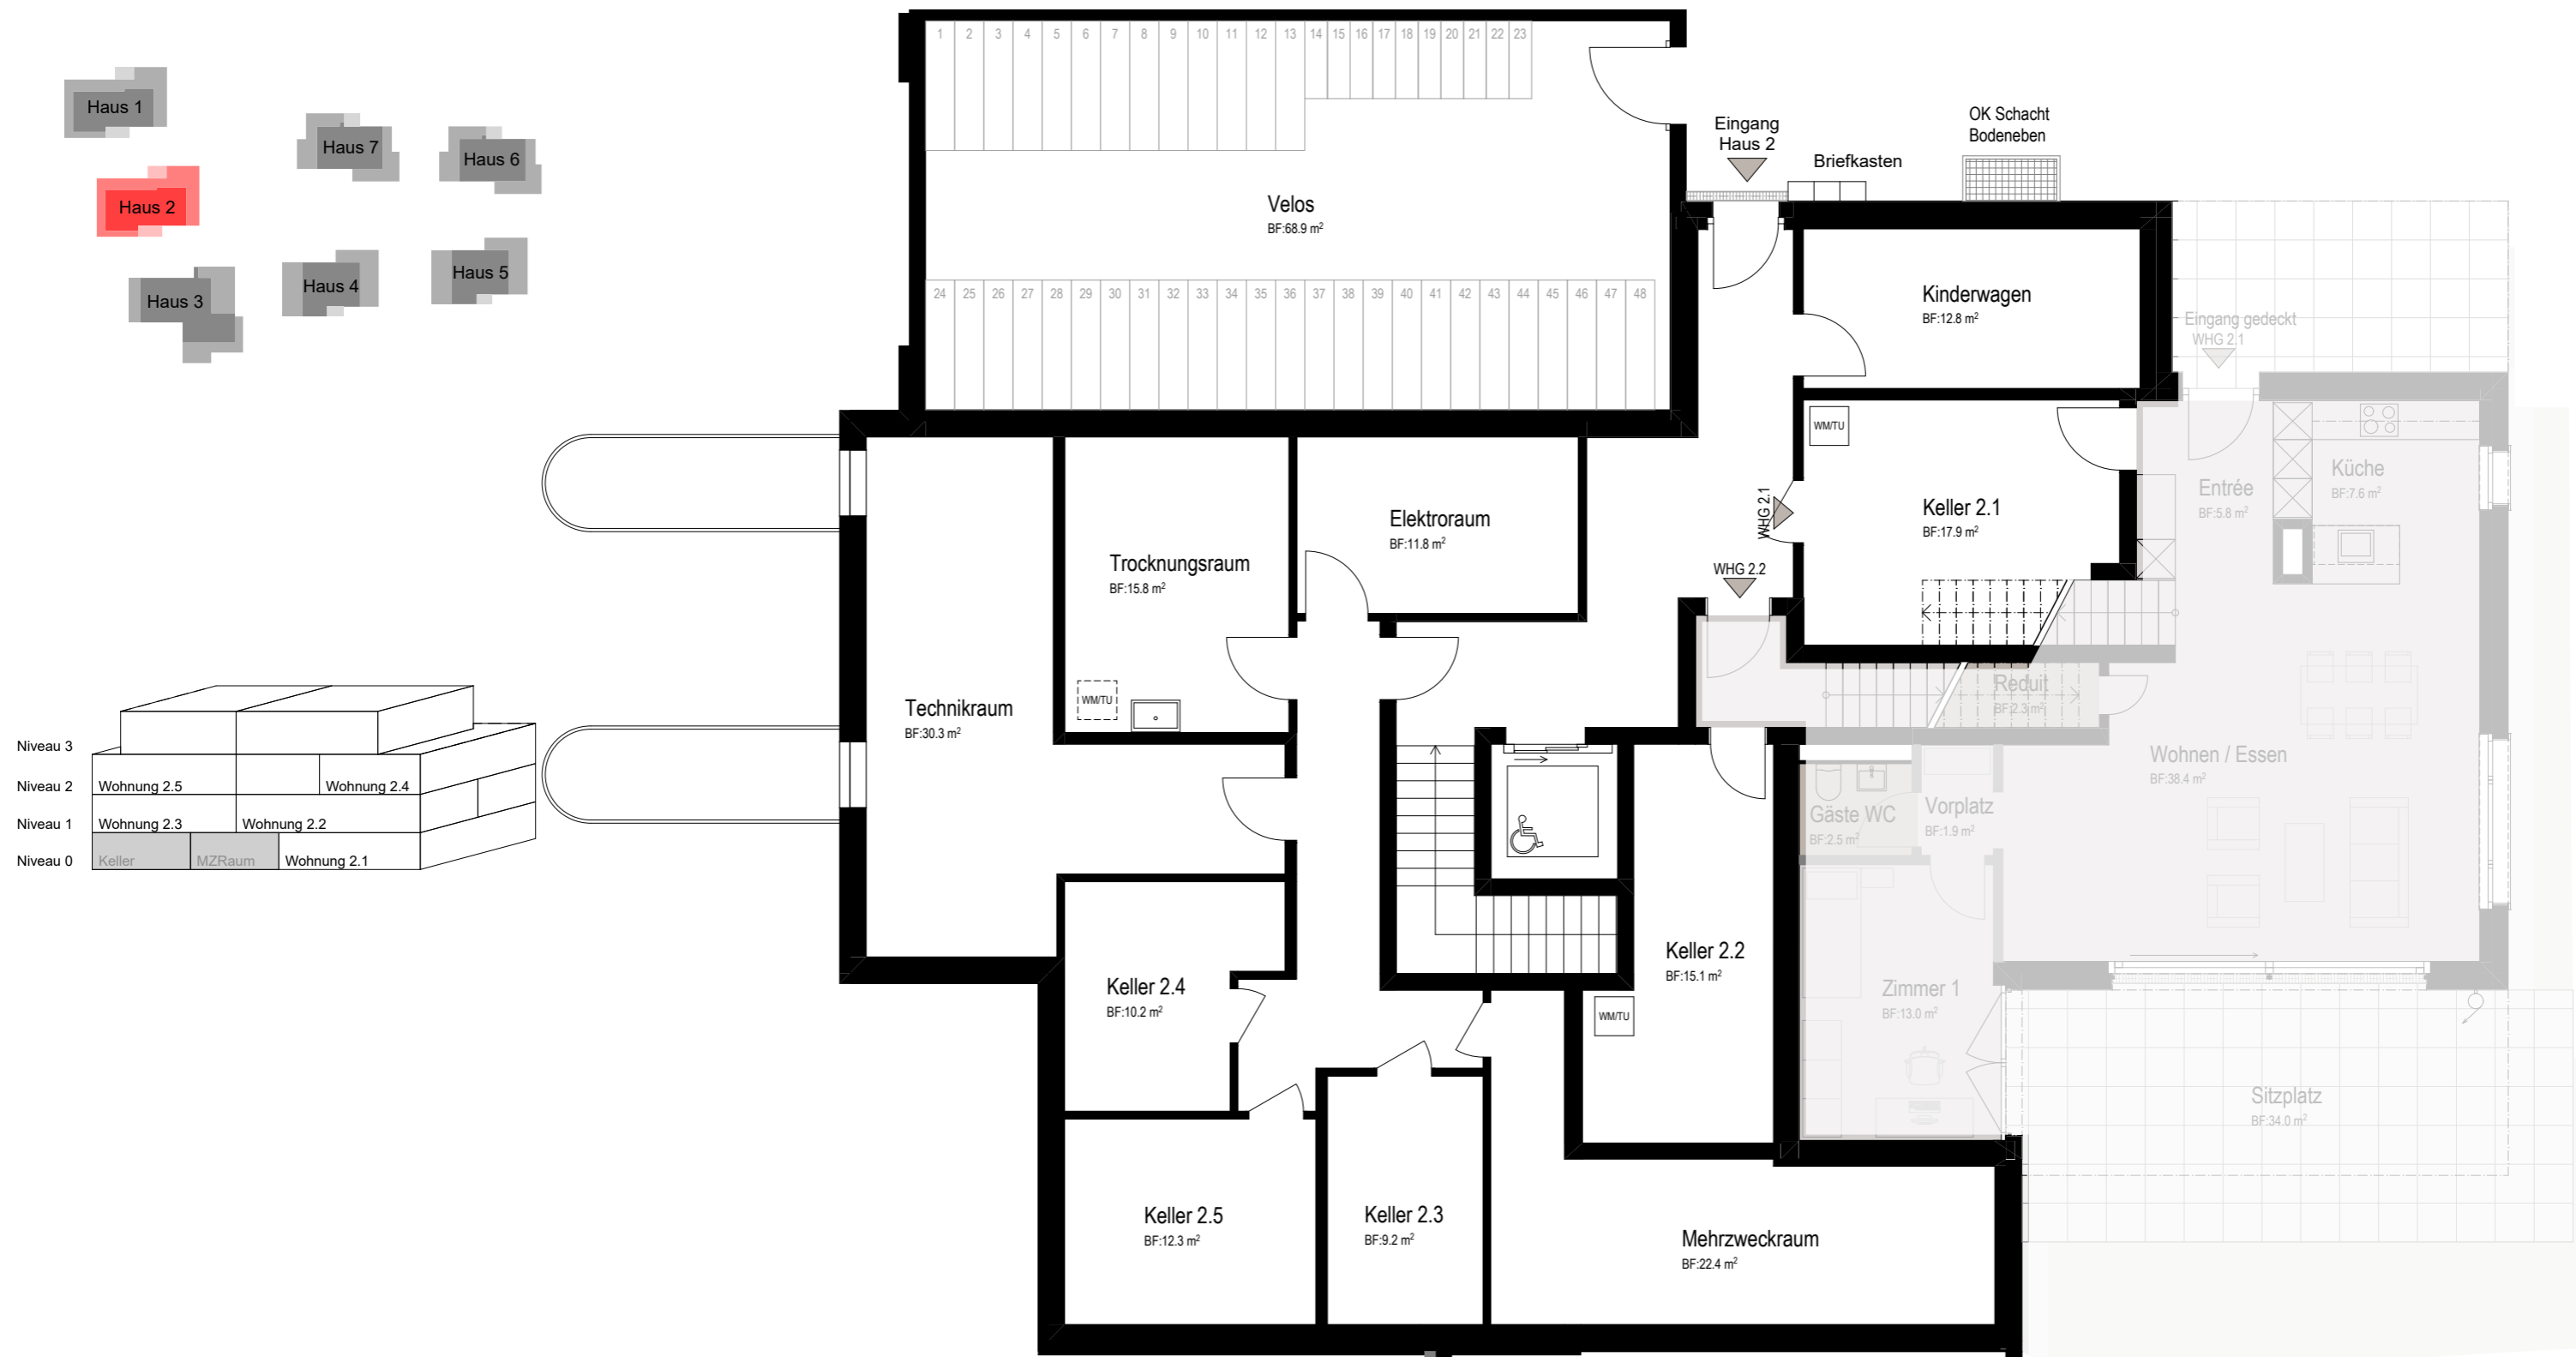 Haus 1
Haus 7
Haus 6
Haus 2
Haus 5
Haus 4
Haus 3
1 2 3 4 5 6 7 8 9 10 11 12 13 14 15 16 17 18 19 20 21 22 23
Velos
BF:68.9 m²
24 25 26 27 28 29 30 31 32 33 34 35 36 37 38 39 40 41 42 43 44 45 46 47 48
Eingang
Haus 2
Briefkasten
OK Schacht
Bodeneben
Kinderwagen
BF:12.8 m²
Eingang gedeckt
WHG 2.1
WM/TU
Keller 2.1
BF:17.9 m²
WHG 2.1
WHG 2.2
Entrée
BF:5.8 m²
Küche
BF:7.6 m²
Elektroraum
BF:11.8 m²
Trocknungsraum
BF:15.8 m²
WM/TU
Technikraum
BF:30.3 m²
Reduit
BF:2.3 m²
Wohnen / Essen
BF:38.4 m²
Gäste WC
BF:2.5 m²
Vorplatz
BF:1.9 m²
Niveau 3
Niveau 2
Wohnung 2.5
Wohnung 2.4
Niveau 1
Wohnung 2.3
Wohnung 2.2
Niveau 0
Keller
MZRaum
Wohnung 2.1
Keller 2.2
BF:15.1 m²
WM/TU
Keller 2.4
BF:10.2 m²
Zimmer 1
BF:13.0 m²
Sitzplatz
BF:34.0 m²
Keller 2.5
BF:12.3 m²
Keller 2.3
BF:9.2 m²
Mehrzweckraum
BF:22.4 m²